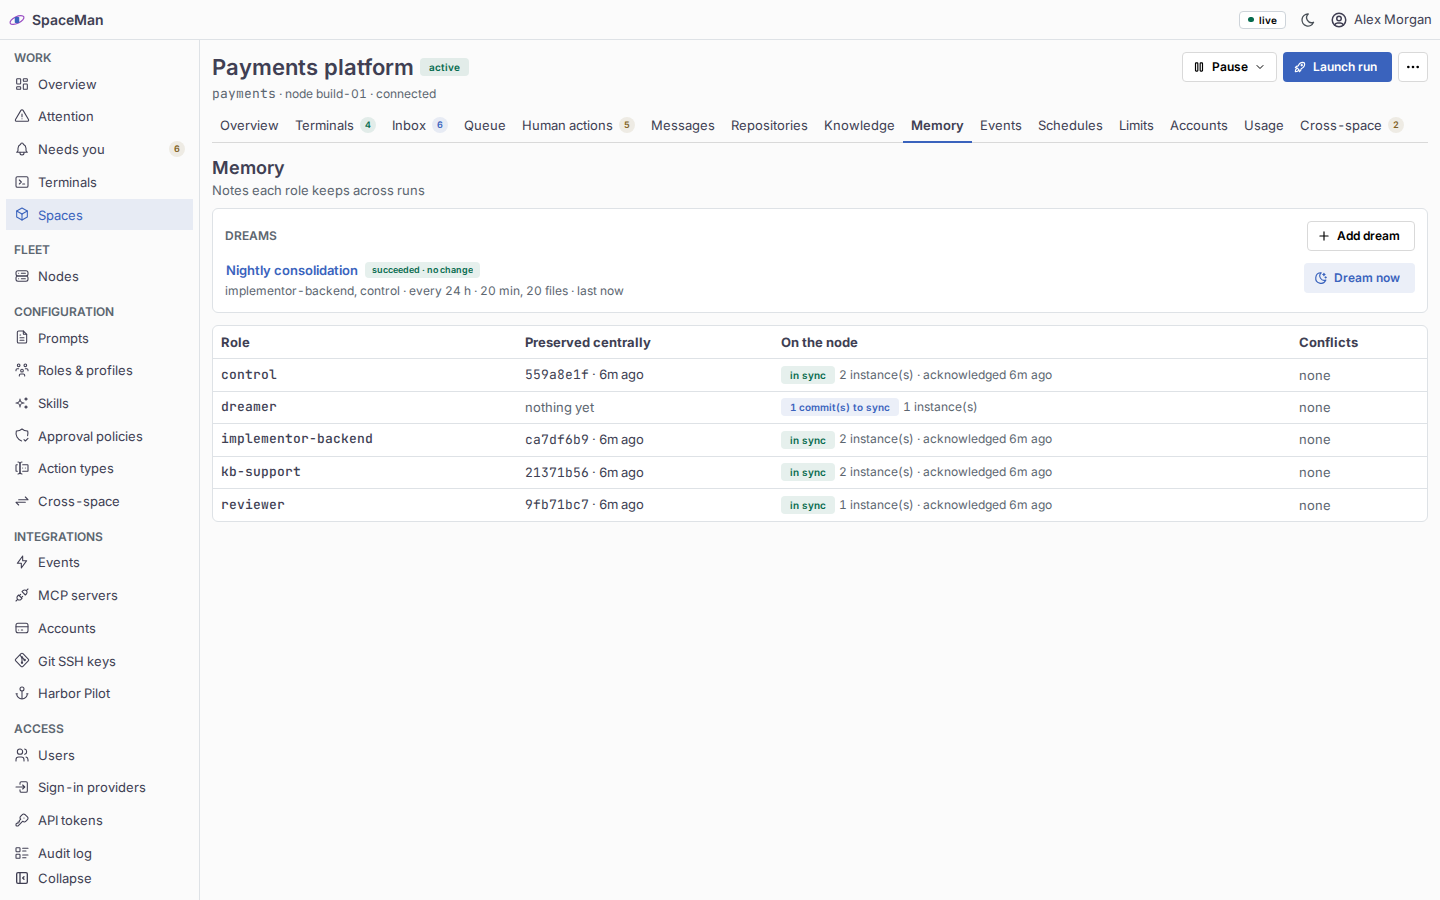 SpaceMan
live
Alex Morgan
WORK
Overview
Attention
Needs you 6
Terminals
Spaces
FLEET
Nodes
CONFIGURATION
Prompts
Roles & profiles
Skills
Approval policies
Action types
Cross-space
INTEGRATIONS
Events
MCP servers
Accounts
Git SSH keys
Harbor Pilot
ACCESS
Users
Sign-in providers
API tokens
Audit log
Collapse
Payments platform active
Pause
Launch run
payments · node build-01 · connected
Overview Terminals 4 Inbox 6 Queue Human actions 5 Messages Repositories Knowledge Memory Events Schedules Limits Accounts Usage Cross-space 2
Memory
Notes each role keeps across runs
DREAMS
Add dream
Nightly consolidation succeeded · no change
Dream now
implementor-backend, control · every 24 h · 20 min, 20 files · last now
Role Preserved centrally On the node Conflicts
control 559a8e1f · 6m ago in sync 2 instance(s) · acknowledged 6m ago none
dreamer nothing yet 1 commit(s) to sync 1 instance(s) none
implementor-backend ca7df6b9 · 6m ago in sync 2 instance(s) · acknowledged 6m ago none
kb-support 21371b56 · 6m ago in sync 2 instance(s) · acknowledged 6m ago none
reviewer 9fb71bc7 · 6m ago in sync 1 instance(s) · acknowledged 6m ago none